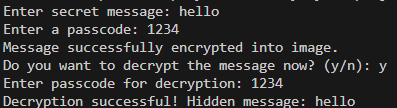 Enter secret message: hello
Enter a passcode: 1234
Message successfully encrypted into image.
Do you want to decrypt the message now? (y/n): y
Enter passcode for decryption: 1234
Decryption successful! Hidden message: hello